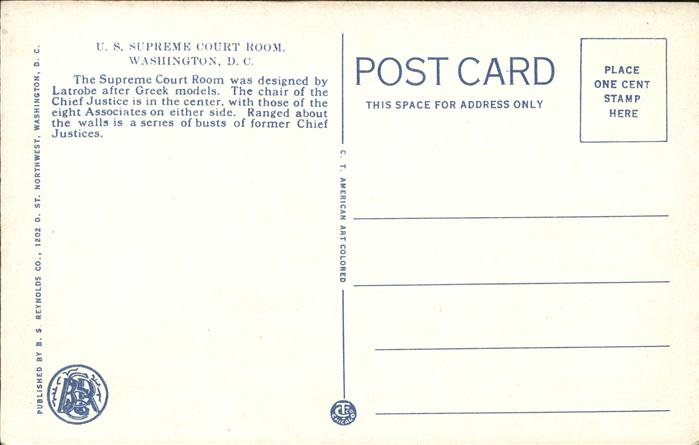 U. S. SUPREME COURT ROOM.
WASHINGTON, D. C.
The Supreme Court Room was designed by
Latrobe after Greek models. The chair of the
Chief Justice is in the center, with those of the
eight Associates on either side. Ranged about
the walls is a series of busts of former Chief
Justices.
PUBLISHED BY B. S. REYNOLDS CO., 1202 D. ST. NORTHWEST, WASHINGTON, D. C.
C. T. AMERICAN ART COLORED
CHICAGO
POST CARD
THIS SPACE FOR ADDRESS ONLY
PLACE
ONE CENT
STAMP
HERE